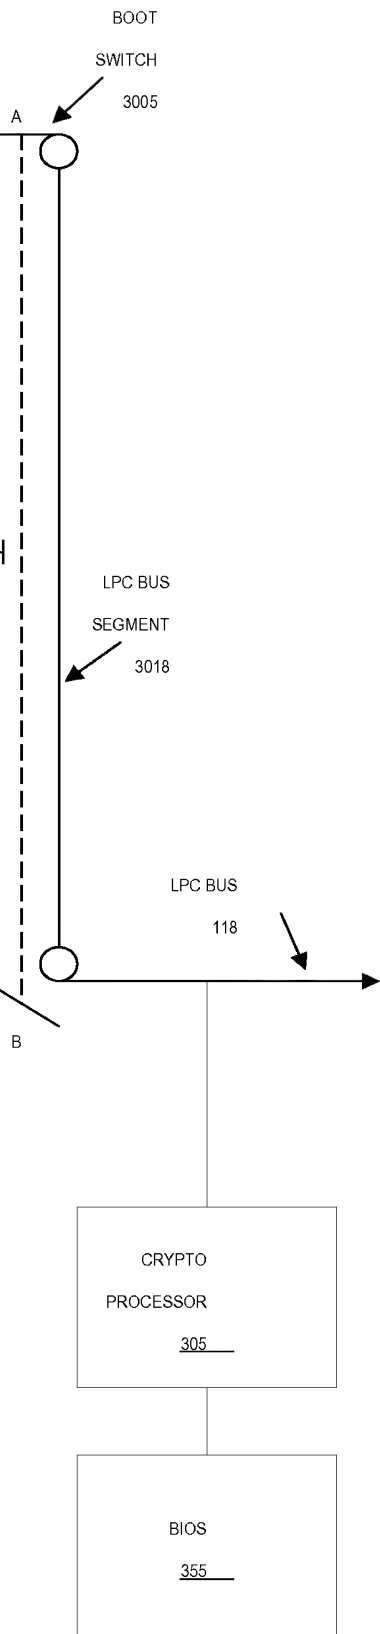 BOOT
SWITCH
3005
A
LPC BUS
SEGMENT
3018
LPC BUS
118
B
CRYPTO
PROCESSOR
305
BIOS
355